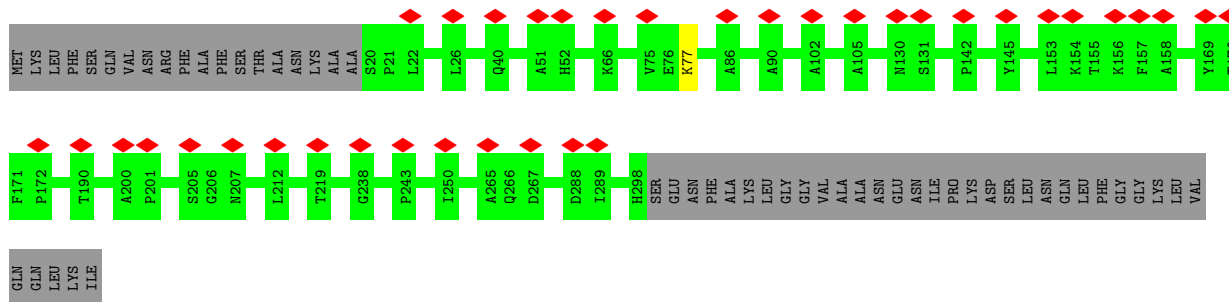 MET LYS LEU PHE SER GLN VAL ASN ARG PHE ALA PHE SER THR ALA ASN LYS ALA ALA S20 P21 L22 L26 Q40 A51 H52 K66 V75 E76 K77 A86 A90 A102 A105 N130 S131 P142 Y145 L153 K154 T155 K156 F157 A158 Y169
F171 P172 T190 A200 P201 S205 G206 N207 L212 T219 G238 P243 I250 A265 Q266 D267 D288 I289 H298 SER GLU ASN PHE ALA LYS LEU GLY GLY VAL ALA ALA ASN GLU ASN ILE PRO LYS ASP SER LEU ASN GLN LEU PHE GLY GLY LYS LEU VAL
GLN GLN LEU LYS ILE